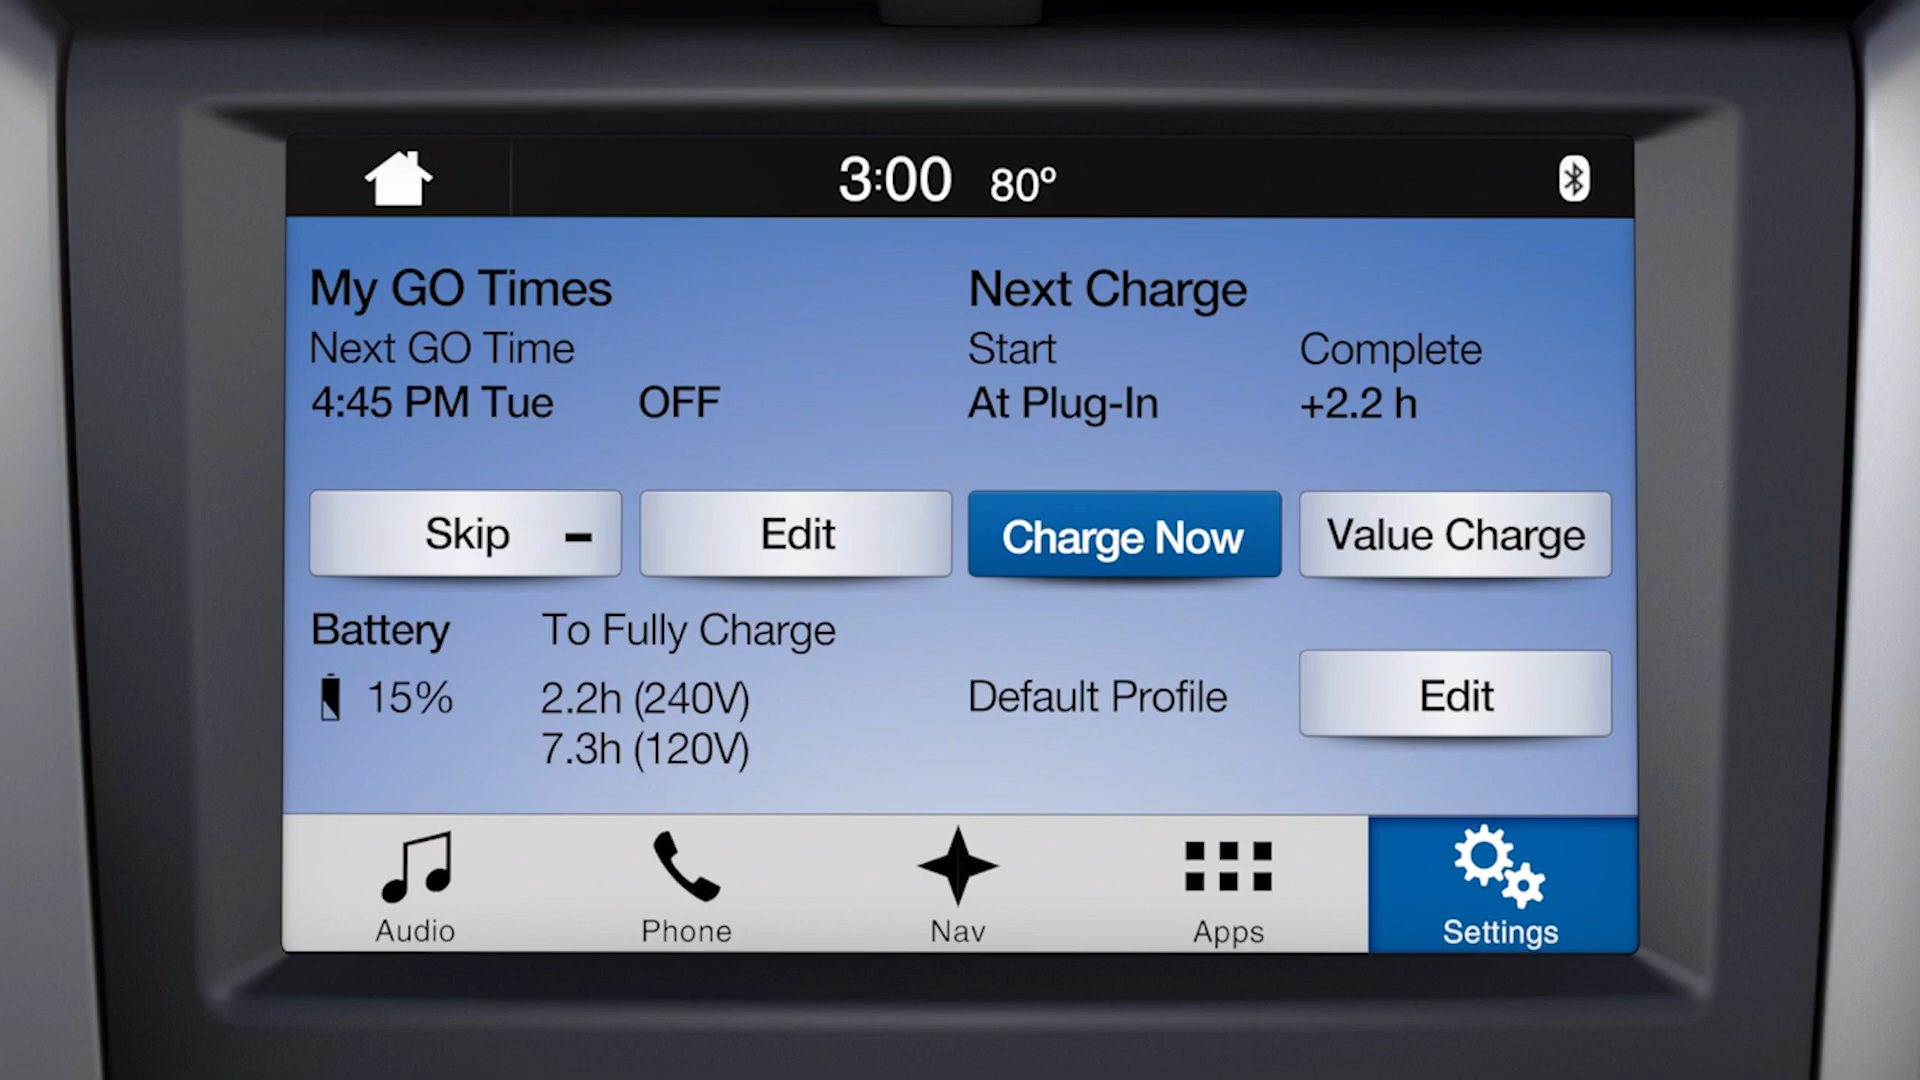 3:00 80°
My GO Times
Next GO Time
4:45 PM Tue OFF
Next Charge
Start Complete
At Plug-In +2.2 h
Skip Edit Charge Now Value Charge
Battery To Fully Charge
15% 2.2h (240V)
7.3h (120V)
Default Profile Edit
Audio Phone Nav Apps Settings